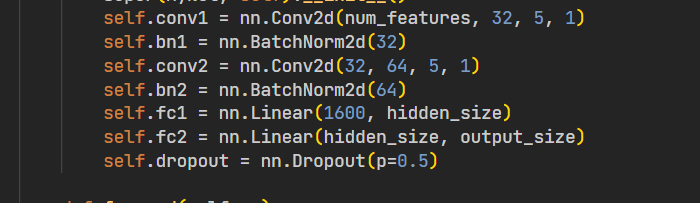 self.conv1 = nn.Conv2d(num_features, 32, 5, 1)
self.bn1 = nn.BatchNorm2d(32)
self.conv2 = nn.Conv2d(32, 64, 5, 1)
self.bn2 = nn.BatchNorm2d(64)
self.fc1 = nn.Linear(1600, hidden_size)
self.fc2 = nn.Linear(hidden_size, output_size)
self.dropout = nn.Dropout(p=0.5)